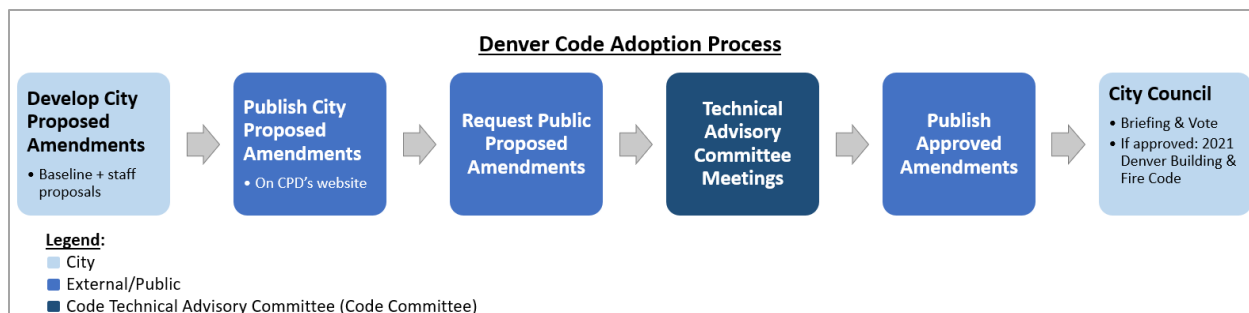 Denver Code Adoption Process
Develop City
Proposed
Amendments
• Baseline + staff
proposals
Publish City
Proposed
Amendments
• On CPD's website
Request Public
Proposed
Amendments
Technical
Advisory
Committee
Meetings
Publish
Approved
Amendments
City Council
• Briefing & Vote
• If approved: 2021
Denver Building &
Fire Code
Legend:
City
External/Public
Code Technical Advisory Committee (Code Committee)